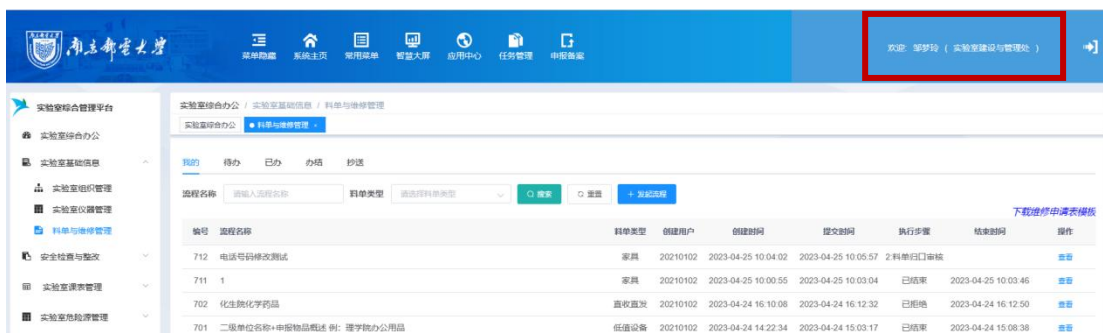 南京邮电大学
菜单隐藏 系统主页 常用菜单 智慧大屏 应用中心 任务管理 申报备案
欢迎: 邹梦玲 ( 实验室建设与管理处 )
实验室综合管理平台
实验室综合办公
实验室基础信息
实验室组织管理
实验室仪器管理
科单与维修管理
安全检查与整改
实验室课表管理
实验室危险源管理
实验室综合办公 / 实验室基础信息 / 科单与维修管理
实验室综合办公 科单与维修管理 ×
我的 待办 已办 办结 抄送
流程名称 请输入流程名称 科单类型 请选择科单类型 搜索 重置 + 发起流程
下载维修申请表模板
编号 流程名称 科单类型 创建用户 创建时间 提交时间 执行步骤 结束时间 操作
712 电话号码修改测试 家具 20210102 2023-04-25 10:04:02 2023-04-25 10:05:57 2:科单归口审核 查看
711 1 家具 20210102 2023-04-25 10:00:55 2023-04-25 10:03:04 已结束 2023-04-25 10:03:46 查看
702 化生院化学药品 直收直发 20210102 2023-04-24 16:10:08 2023-04-24 16:12:32 已拒绝 2023-04-24 16:12:50 查看
701 二级单位名称+申报物品概述 例：理学院办公用品 低值设备 20210102 2023-04-24 14:22:34 2023-04-24 15:03:17 已结束 2023-04-24 15:08:38 查看